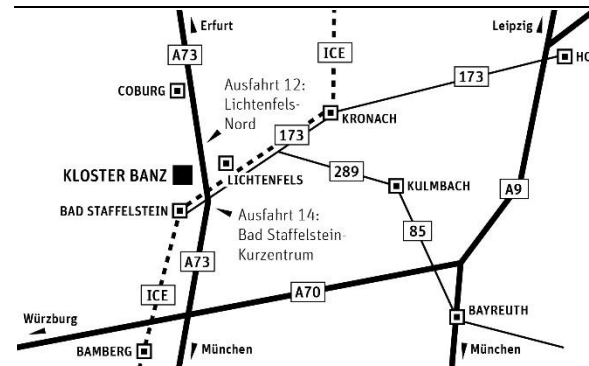 Erfurt
Leipzig
A73
ICE
HO
173
COBURG
Ausfahrt 12:
Lichtenfels-
Nord
KRONACH
173
KLOSTER BANZ
LICHTENFELS
289
KULMBACH
A9
BAD STAFFELSTEIN
Ausfahrt 14:
Bad Staffelstein-
Kurzentrum
85
A73
ICE
A70
Würzburg
BAYREUTH
BAMBERG
München
München